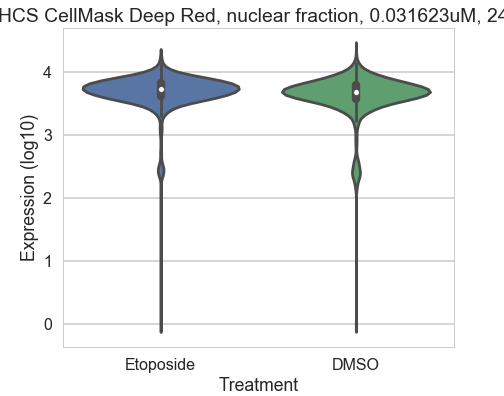 HCS CellMask Deep Red, nuclear fraction, 0.031623uM, 24
4
3
2
1
0
Expression (log10)
Etoposide
DMSO
Treatment